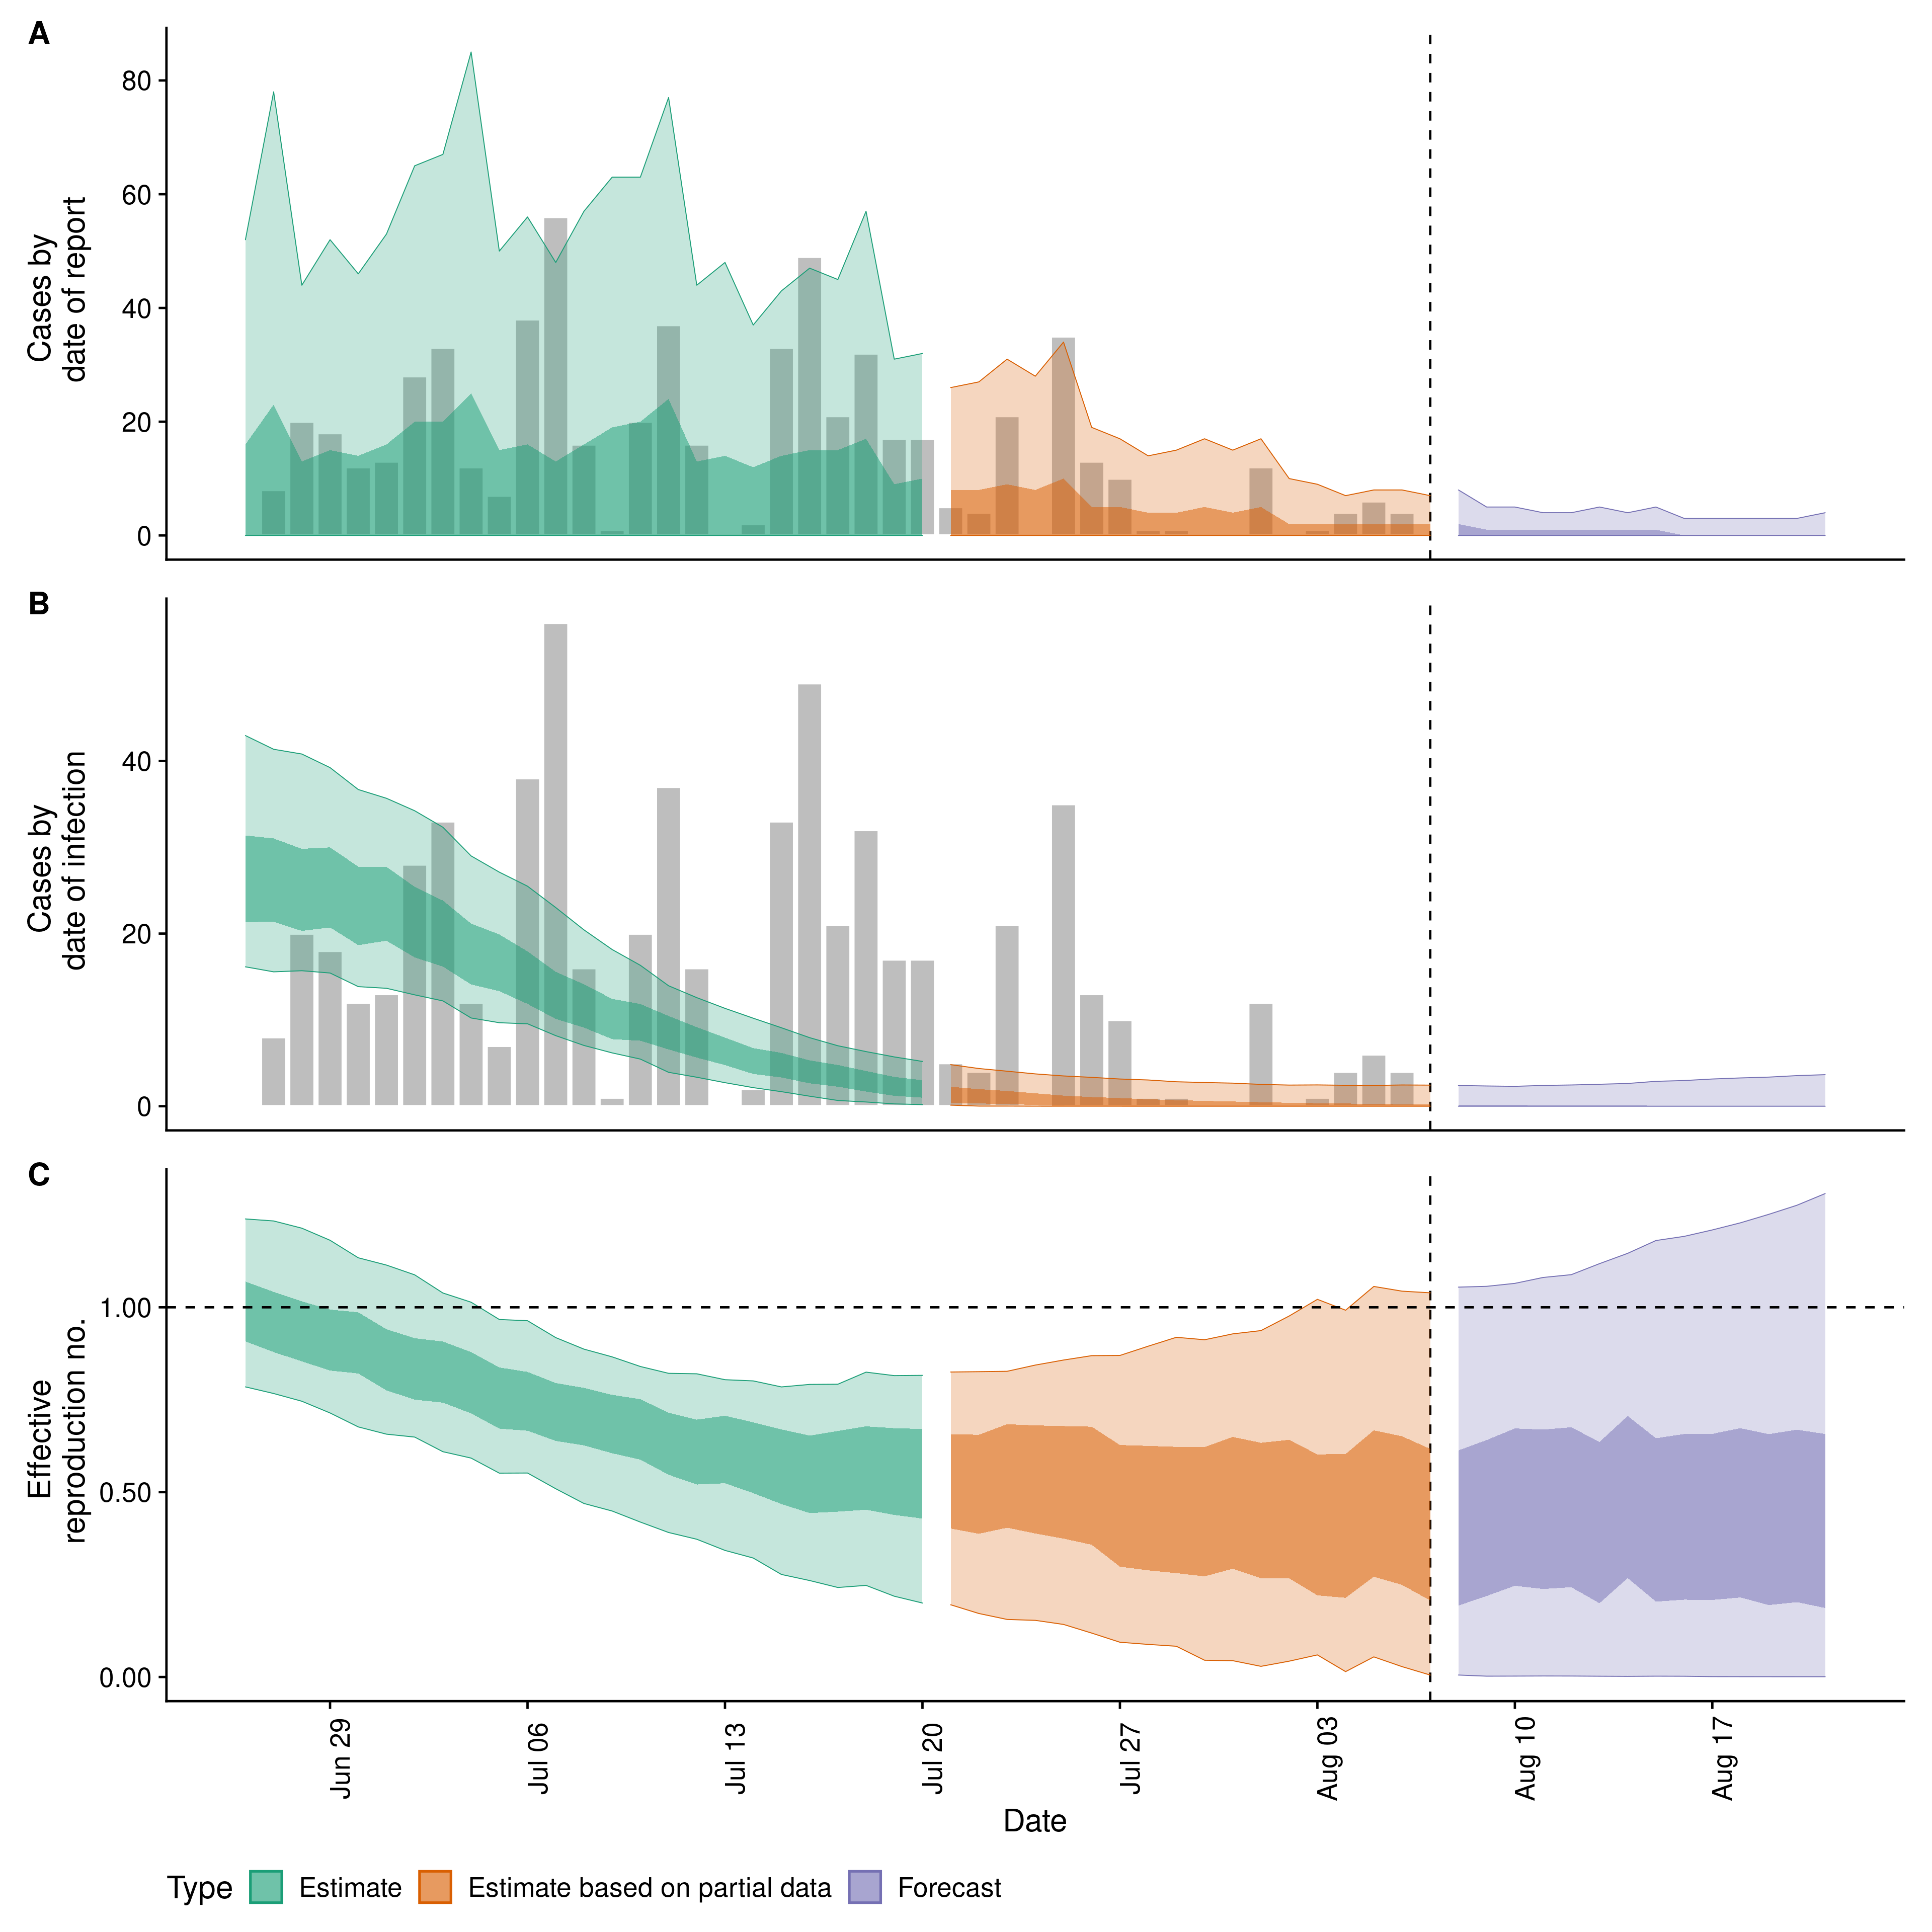 A
Cases by
date of report
80
60
40
20
0
B
Cases by
date of infection
40
20
0
C
Effective
reproduction no.
1.00
0.50
0.00
Jun 29
Jul 06
Jul 13
Jul 20
Jul 27
Aug 03
Aug 10
Aug 17
Date
Type Estimate Estimate based on partial data Forecast